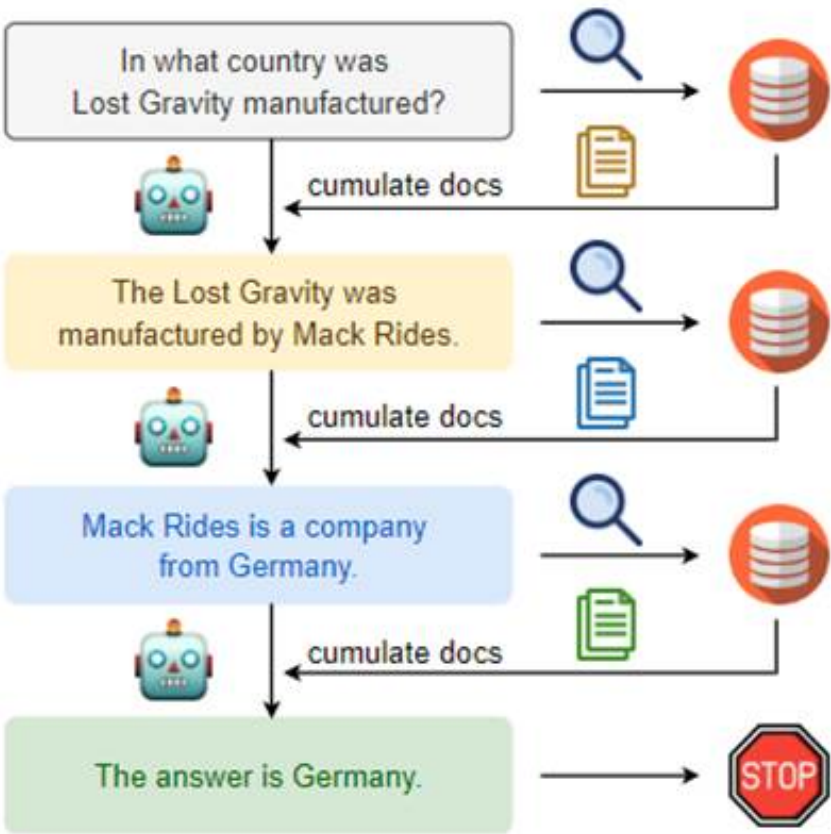 In what country was
Lost Gravity manufactured?
cumulate docs
The Lost Gravity was
manufactured by Mack Rides.
cumulate docs
Mack Rides is a company
from Germany.
cumulate docs
The answer is Germany.
STOP